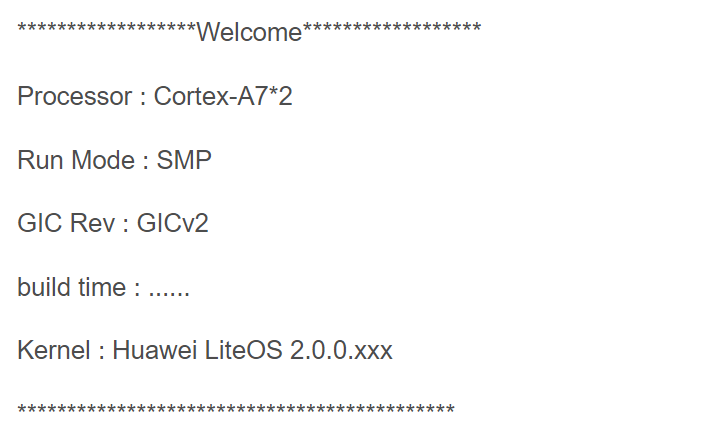 ******************Welcome******************
Processor : Cortex-A7*2
Run Mode : SMP
GIC Rev : GICv2
build time : ......
Kernel : Huawei LiteOS 2.0.0.xxx
********************************************